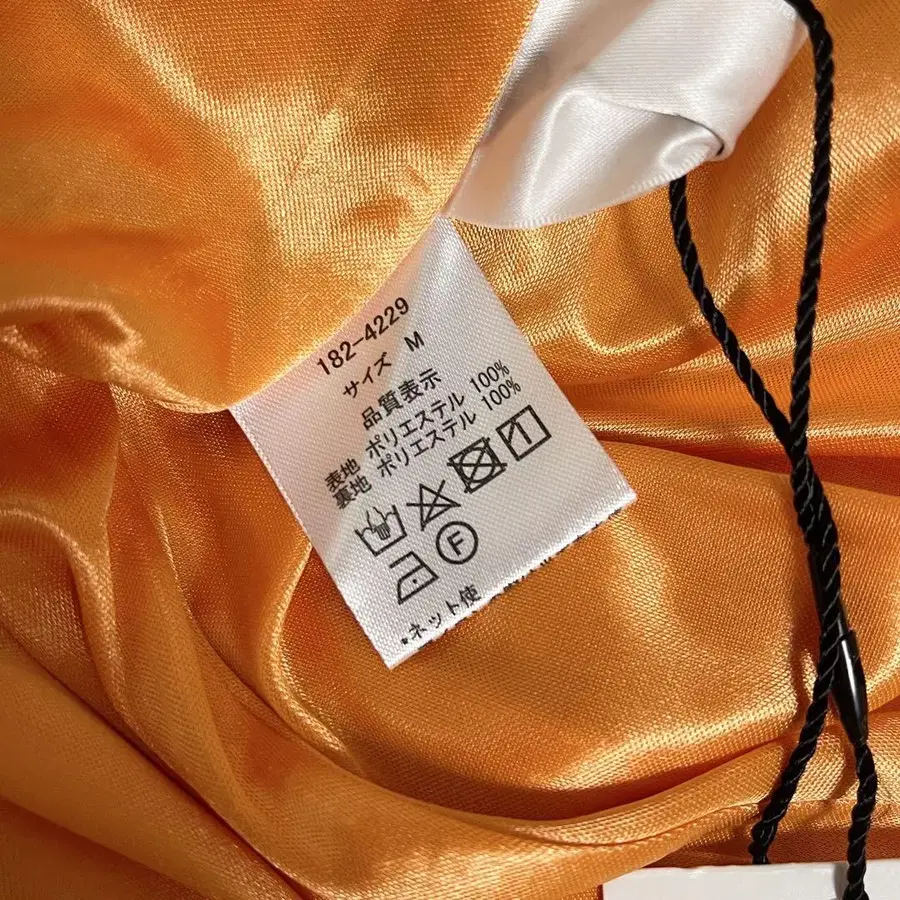 182-4229
サイズ M
品質表示
表地 ポリエステル 100%
裏地 ポリエステル 100%
F
*ネット使